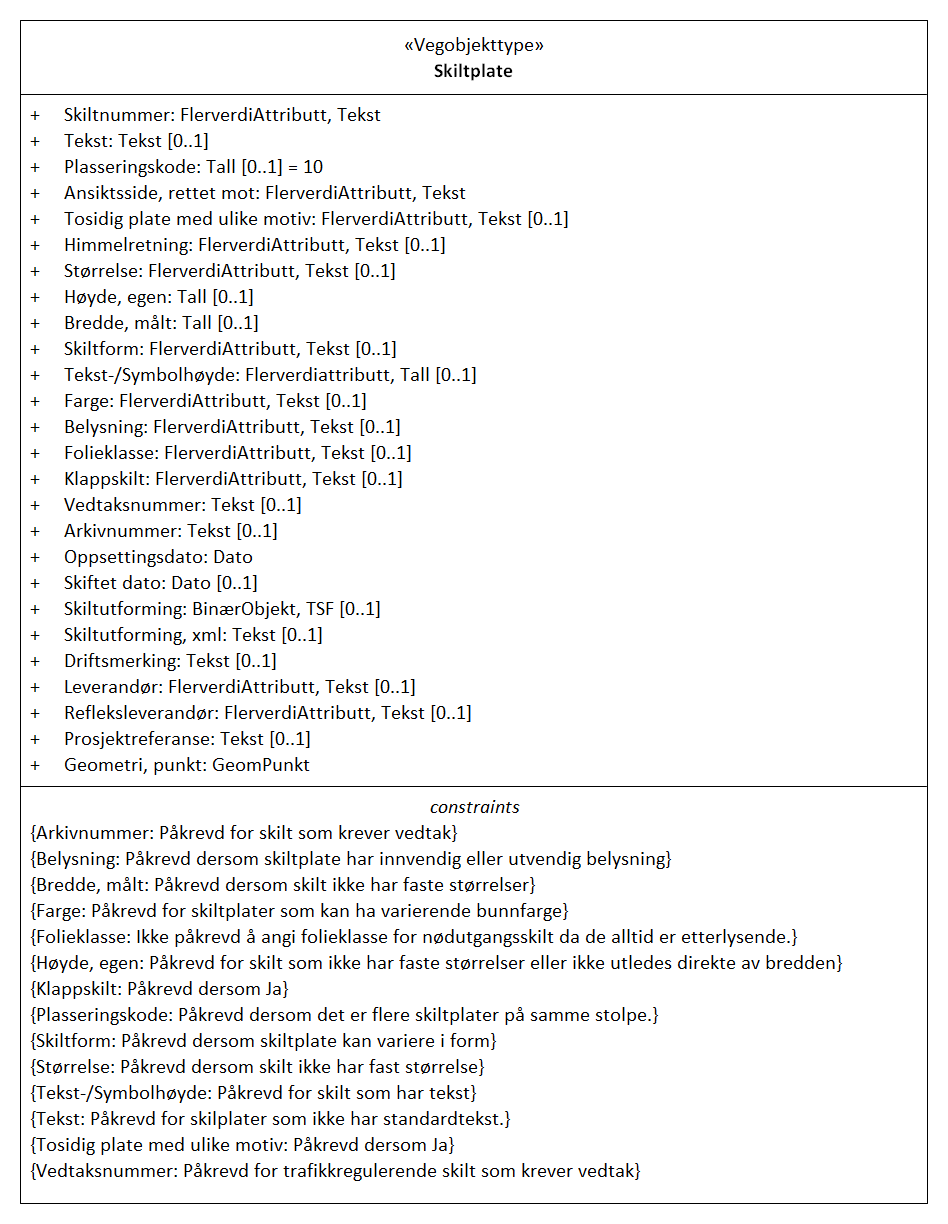 «Vegobjekttype»
Skiltplate
+ Skiltnummer: FlerverdiAttributt, Tekst
+ Tekst: Tekst [0..1]
+ Plasseringskode: Tall [0..1] = 10
+ Ansiktsside, rettet mot: FlerverdiAttributt, Tekst
+ Tosidig plate med ulike motiv: FlerverdiAttributt, Tekst [0..1]
+ Himmelretning: FlerverdiAttributt, Tekst [0..1]
+ Størrelse: FlerverdiAttributt, Tekst [0..1]
+ Høyde, egen: Tall [0..1]
+ Bredde, målt: Tall [0..1]
+ Skiltform: FlerverdiAttributt, Tekst [0..1]
+ Tekst-/Symbolhøyde: Flerverdiattributt, Tall [0..1]
+ Farge: FlerverdiAttributt, Tekst [0..1]
+ Belysning: FlerverdiAttributt, Tekst [0..1]
+ Folieklasse: FlerverdiAttributt, Tekst [0..1]
+ Klappskilt: FlerverdiAttributt, Tekst [0..1]
+ Vedtaksnummer: Tekst [0..1]
+ Arkivnummer: Tekst [0..1]
+ Oppsettingsdato: Dato
+ Skiftet dato: Dato [0..1]
+ Skiltutforming: BinærObjekt, TSF [0..1]
+ Skiltutforming, xml: Tekst [0..1]
+ Driftsmerking: Tekst [0..1]
+ Leverandør: FlerverdiAttributt, Tekst [0..1]
+ Refleksleverandør: FlerverdiAttributt, Tekst [0..1]
+ Prosjektreferanse: Tekst [0..1]
+ Geometri, punkt: GeomPunkt
constraints
{Arkivnummer: Påkrevd for skilt som krever vedtak}
{Belysning: Påkrevd dersom skiltplate har innvendig eller utvendig belysning}
{Bredde, målt: Påkrevd dersom skilt ikke har faste størrelser}
{Farge: Påkrevd for skiltplater som kan ha varierende bunnfarge}
{Folieklasse: Ikke påkrevd å angi folieklasse for nødutgangsskilt da de alltid er etterlysende.}
{Høyde, egen: Påkrevd for skilt som ikke har faste størrelser eller ikke utledes direkte av bredden}
{Klappskilt: Påkrevd dersom Ja}
{Plasseringskode: Påkrevd dersom det er flere skiltplater på samme stolpe.}
{Skiltform: Påkrevd dersom skiltplate kan variere i form}
{Størrelse: Påkrevd dersom skilt ikke har fast størrelse}
{Tekst-/Symbolhøyde: Påkrevd for skilt som har tekst}
{Tekst: Påkrevd for skilplater som ikke har standardtekst.}
{Tosidig plate med ulike motiv: Påkrevd dersom Ja}
{Vedtaksnummer: Påkrevd for trafikkregulerende skilt som krever vedtak}